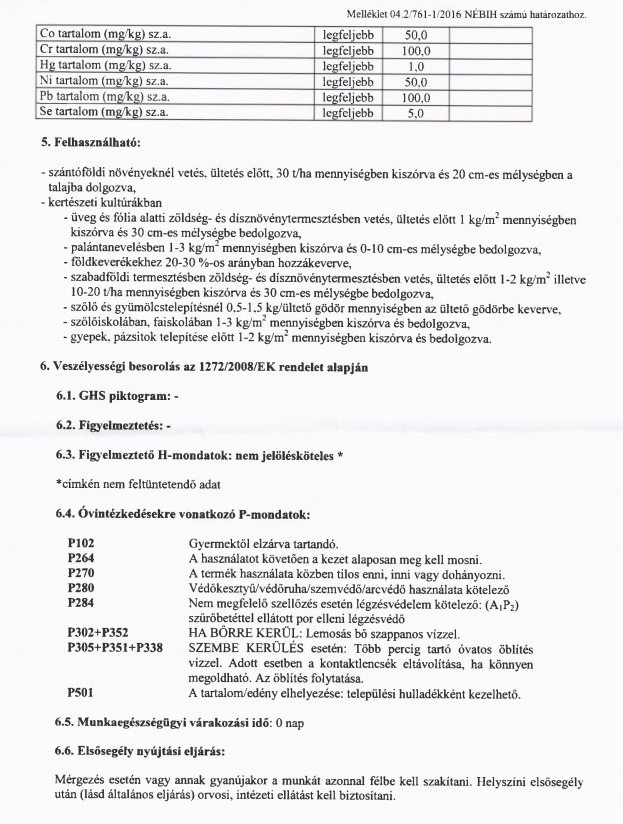 Melléklet 04.2/761-1/2016 NÉBIH számú határozathoz.
Co tartalom (mg/kg) sz.a. legfeljebb 50,0
Cr tartalom (mg/kg) sz.a. legfeljebb 100,0
Hg tartalom (mg/kg) sz.a. legfeljebb 1,0
Ni tartalom (mg/kg) sz.a. legfeljebb 50,0
Pb tartalom (mg/kg) sz.a. legfeljebb 100,0
Se tartalom (mg/kg) sz.a. legfeljebb 5,0
5. Felhasználható:
- szántóföldi növényeknél vetés, ültetés előtt, 30 t/ha mennyiségben kiszórva és 20 cm-es mélységben a
talajba dolgozva,
- kertészeti kultúrákban
- üveg és fólia alatti zöldség- és dísznövénytermesztésben vetés, ültetés előtt 1 kg/m² mennyiségben
kiszórva és 30 cm-es mélységbe bedolgozva,
- palántanevelésben 1-3 kg/m² mennyiségben kiszórva és 0-10 cm-es mélységbe bedolgozva,
- földkeverékekhez 20-30 %-os arányban hozzákeverve,
- szabadföldi termesztésben zöldség- és dísznövénytermesztésben vetés, ültetés előtt 1-2 kg/m² illetve
10-20 t/ha mennyiségben kiszórva és 30 cm-es mélységbe bedolgozva,
- szőlő és gyümölcstelepítésnél 0,5-1,5 kg/ültető gödör mennyiségben az ültető gödörbe keverve,
- szőlőiskolában, faiskolában 1-3 kg/m² mennyiségben kiszórva és bedolgozva,
- gyepek, pázsitok telepítése előtt 1-2 kg/m² mennyiségben kiszórva és bedolgozva.
6. Veszélyességi besorolás az 1272/2008/EK rendelet alapján
6.1. GHS piktogram: -
6.2. Figyelmeztetés: -
6.3. Figyelmeztető H-mondatok: nem jelölésköteles *
*címkén nem feltüntetendő adat
6.4. Óvintézkedésekre vonatkozó P-mondatok:
P102 Gyermektől elzárva tartandó.
P264 A használatot követően a kezet alaposan meg kell mosni.
P270 A termék használata közben tilos enni, inni vagy dohányozni.
P280 Védőkesztyű/védőruha/szemvédő/arcvédő használata kötelező
P284 Nem megfelelő szellőzés esetén légzésvédelem kötelező: (A₁P₂)
szűrőbetéttel ellátott por elleni légzésvédő
P302+P352 HA BŐRRE KERÜL: Lemosás bő szappanos vízzel.
P305+P351+P338 SZEMBE KERÜLÉS esetén: Több percig tartó óvatos öblítés
vízzel. Adott esetben a kontaktlencsék eltávolítása, ha könnyen
megoldható. Az öblítés folytatása.
P501 A tartalom/edény elhelyezése: települési hulladékként kezelhető.
6.5. Munkaegészségügyi várakozási idő: 0 nap
6.6. Elsősegély nyújtási eljárás:
Mérgezés esetén vagy annak gyanújakor a munkát azonnal félbe kell szakítani. Helyszíni elsősegély
után (lásd általános eljárás) orvosi, intézeti ellátást kell biztosítani.